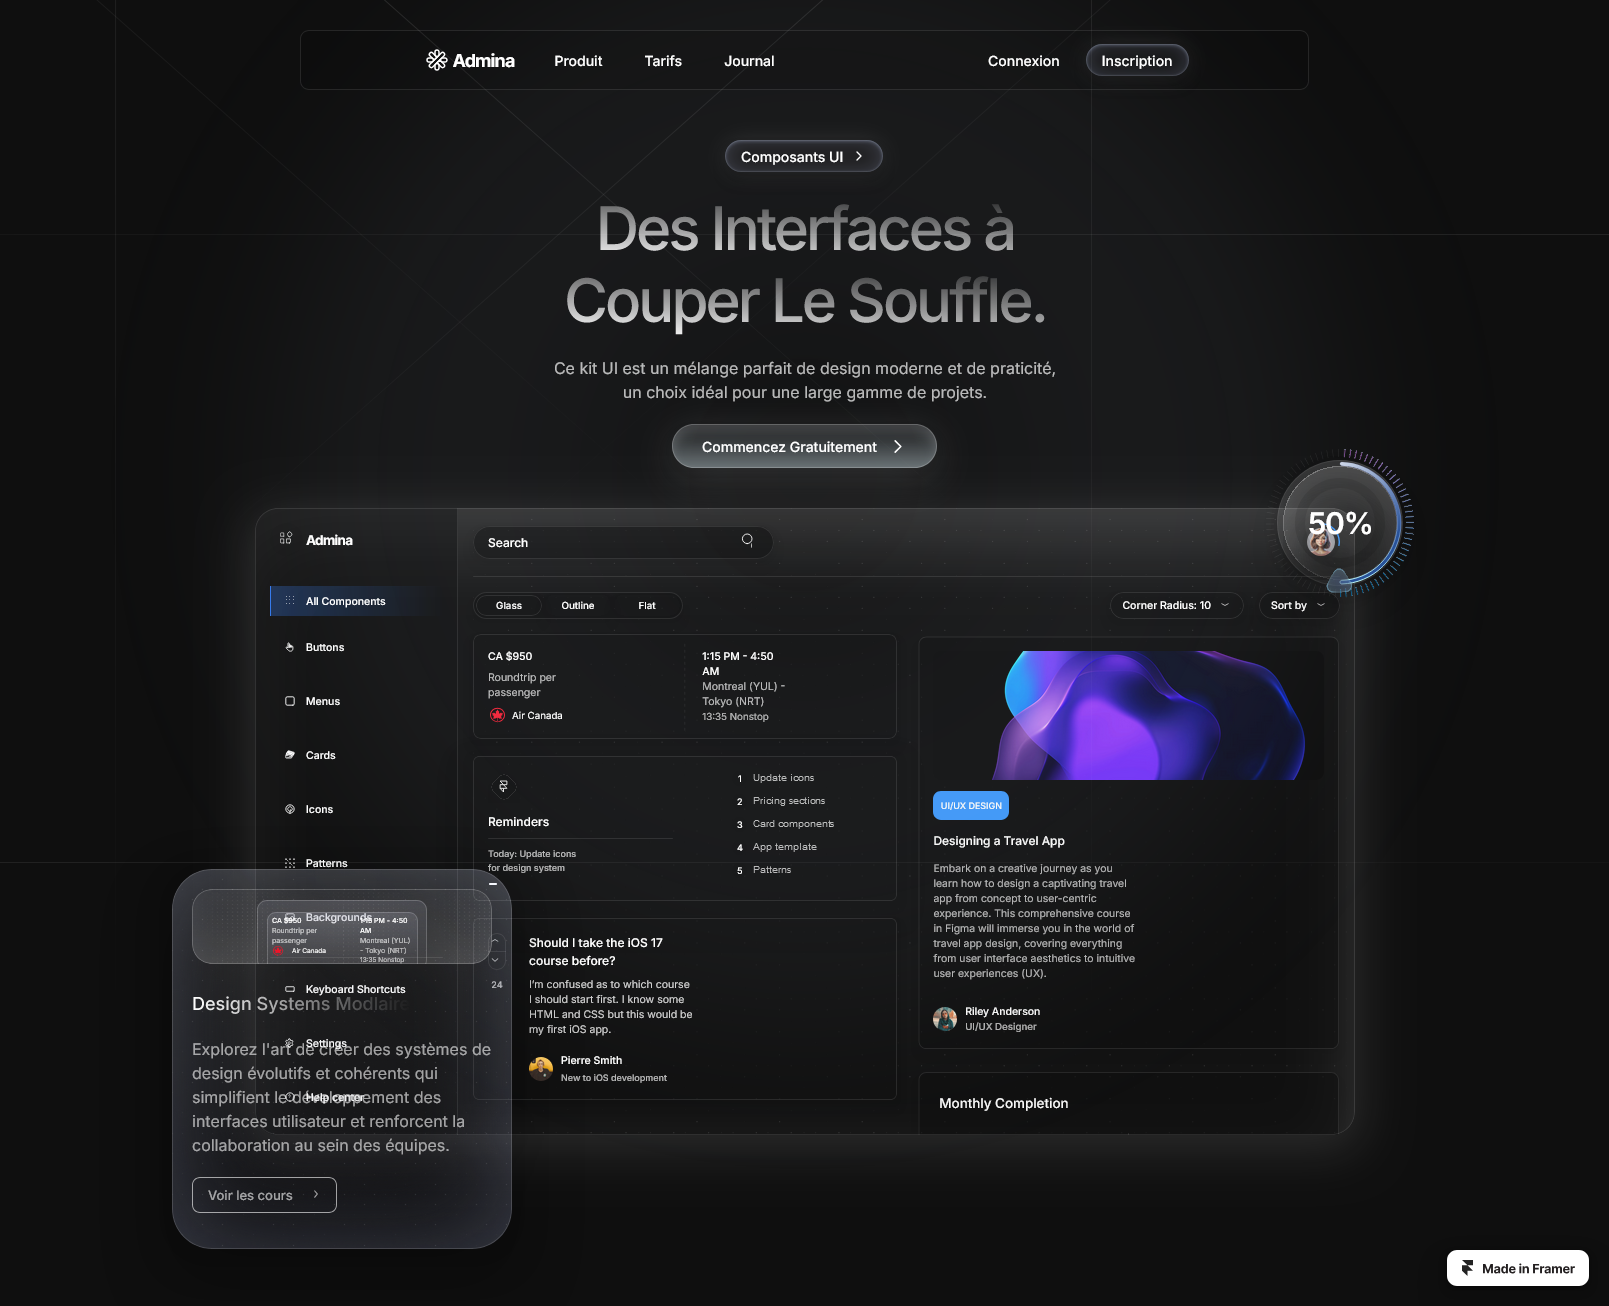 Admina
Produit
Tarifs
Journal
Connexion
Inscription
Composants UI
Des Interfaces à
Couper Le Souffle.
Ce kit UI est un mélange parfait de design moderne et de praticité,
un choix idéal pour une large gamme de projets.
Commencez Gratuitement
50%
Admina
Search
All Components
Buttons
Menus
Cards
Icons
Patterns
Backgrounds
Keyboard Shortcuts
Settings
Help center
Glass
Outline
Flat
Corner Radius: 10
Sort by
CA $950
Roundtrip per
passenger
Air Canada
1:15 PM - 4:50
AM
Montreal (YUL) -
Tokyo (NRT)
13:35 Nonstop
Reminders
Today: Update icons
for design system
1 Update icons
2 Pricing sections
3 Card components
4 App template
5 Patterns
24
Should I take the iOS 17
course before?
I'm confused as to which course
I should start first. I know some
HTML and CSS but this would be
my first iOS app.
Pierre Smith
New to iOS development
UI/UX DESIGN
Designing a Travel App
Embark on a creative journey as you
learn how to design a captivating travel
app from concept to user-centric
experience. This comprehensive course
in Figma will immerse you in the world of
travel app design, covering everything
from user interface aesthetics to intuitive
user experiences (UX).
Riley Anderson
UI/UX Designer
Monthly Completion
CA $950
Roundtrip per
passenger
Air Canada
1:15 PM - 4:50
AM
Montreal (YUL)
- Tokyo (NRT)
13:35 Nonstop
Design Systems Modlaire
Explorez l'art de créer des systèmes de
design évolutifs et cohérents qui
simplifient le développement des
interfaces utilisateur et renforcent la
collaboration au sein des équipes.
Voir les cours
Made in Framer